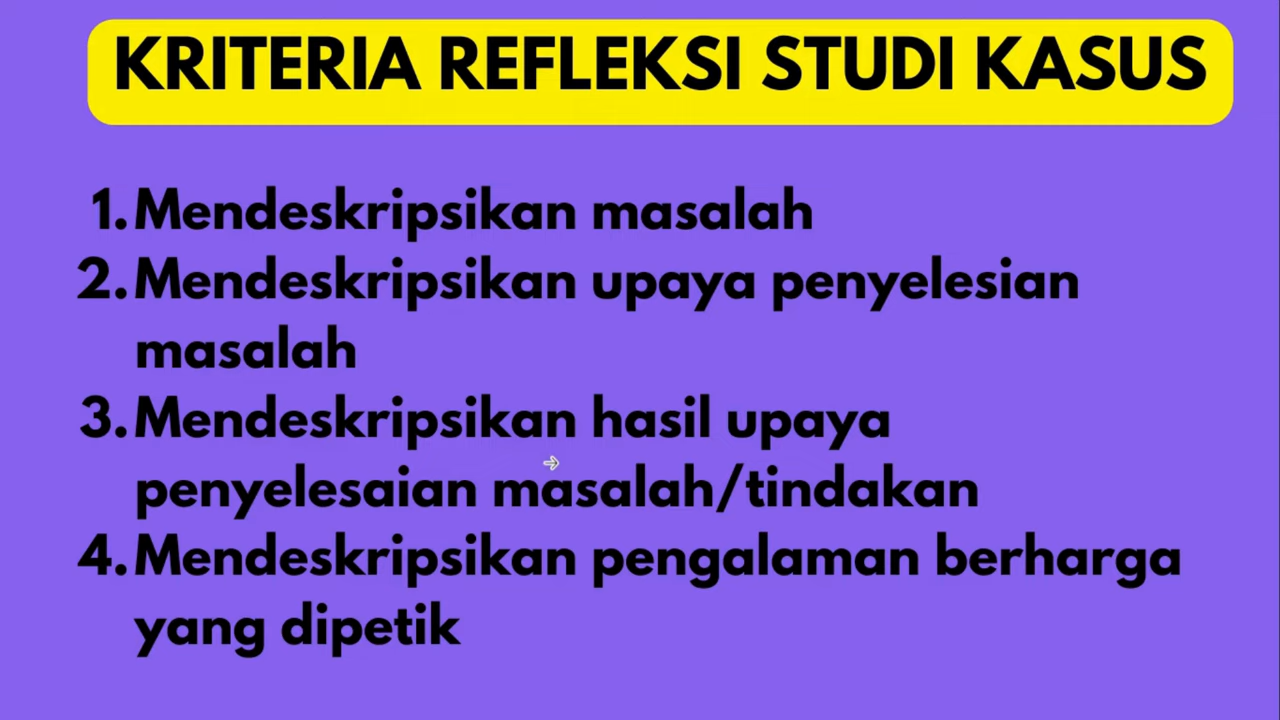 KRITERIA REFLEKSI STUDI KASUS
1. Mendeskripsikan masalah
2. Mendeskripsikan upaya penyelesian
masalah
3. Mendeskripsikan hasil upaya
penyelesaian masalah/tindakan
4. Mendeskripsikan pengalaman berharga
yang dipetik